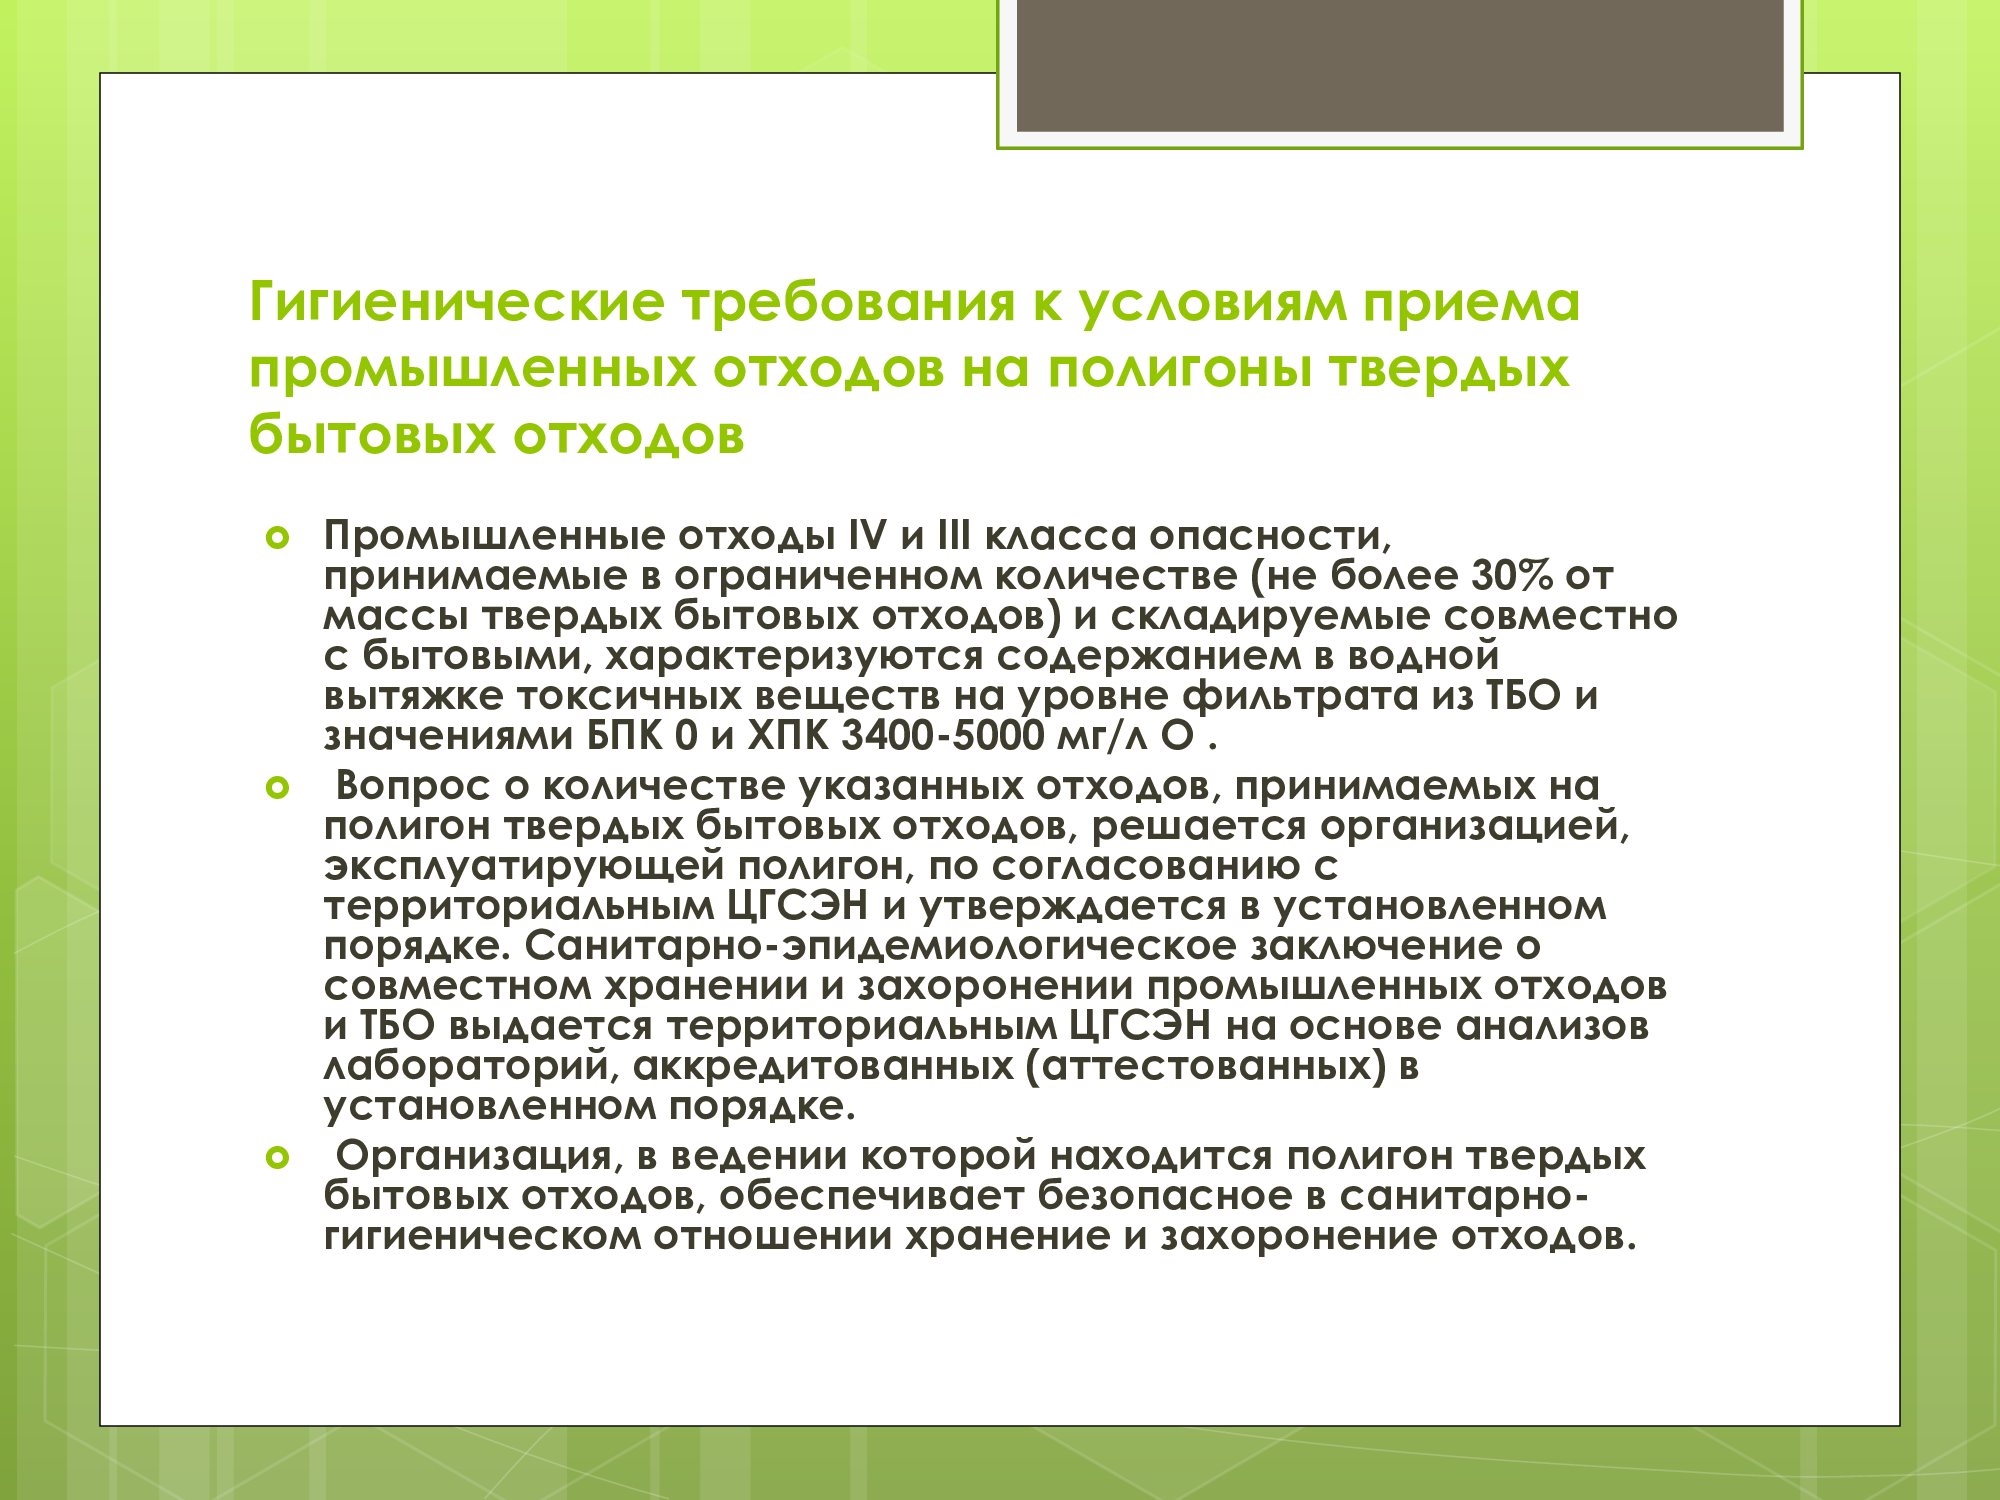 Гигиенические требования к условиям приема
промышленных отходов на полигоны твердых
бытовых отходов
Промышленные отходы IV и III класса опасности,
принимаемые в ограниченном количестве (не более 30% от
массы твердых бытовых отходов) и складируемые совместно
с бытовыми, характеризуются содержанием в водной
вытяжке токсичных веществ на уровне фильтрата из ТБО и
значениями БПК 0 и ХПК 3400-5000 мг/л О .
Вопрос о количестве указанных отходов, принимаемых на
полигон твердых бытовых отходов, решается организацией,
эксплуатирующей полигон, по согласованию с
территориальным ЦГСЭН и утверждается в установленном
порядке. Санитарно-эпидемиологическое заключение о
совместном хранении и захоронении промышленных отходов
и ТБО выдается территориальным ЦГСЭН на основе анализов
лабораторий, аккредитованных (аттестованных) в
установленном порядке.
Организация, в ведении которой находится полигон твердых
бытовых отходов, обеспечивает безопасное в санитарно-
гигиеническом отношении хранение и захоронение отходов.